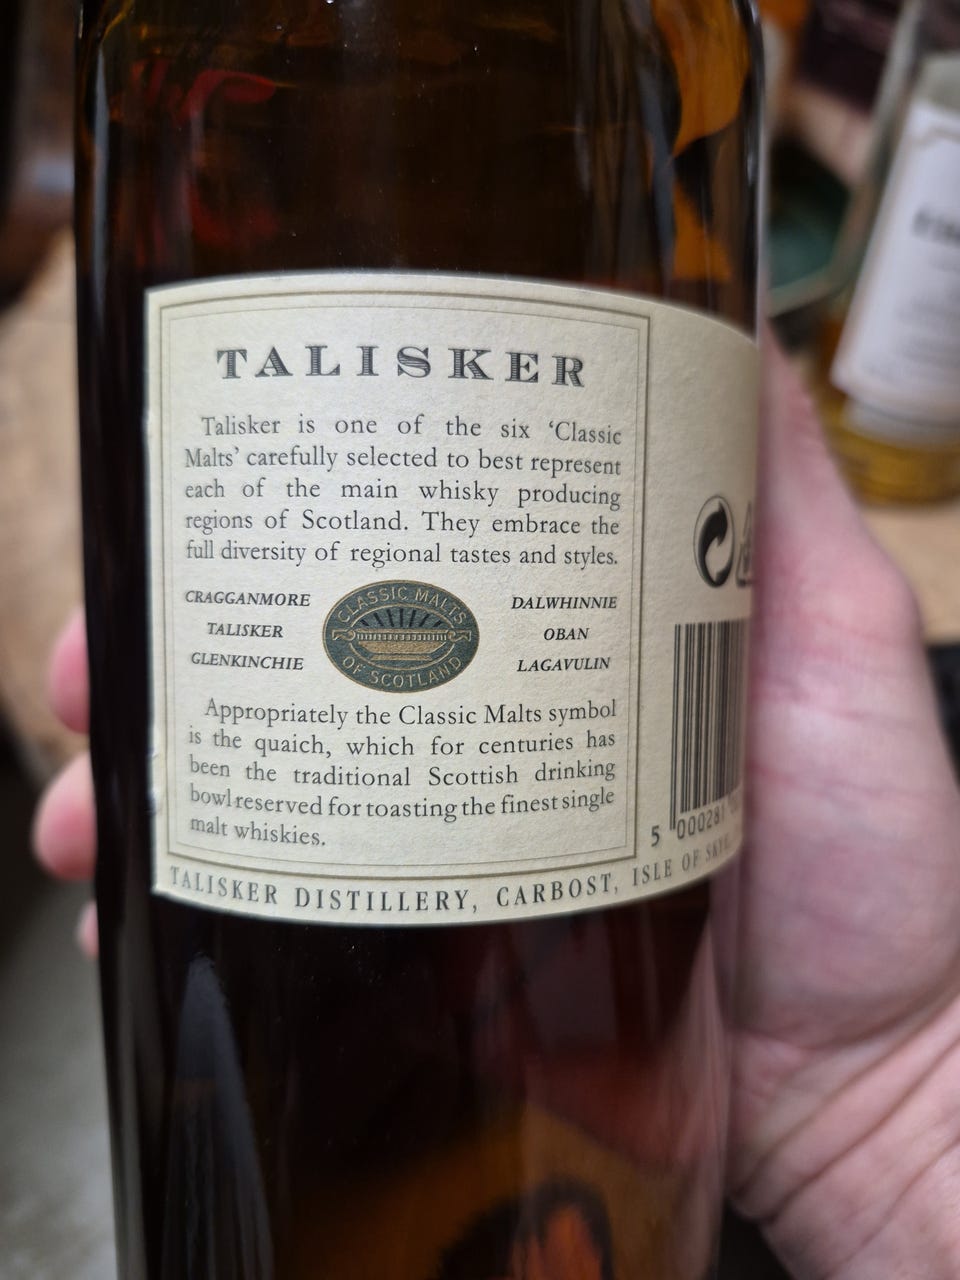 TALISKER
Talisker is one of the six ‘Classic
Malts’ carefully selected to best represent
each of the main whisky producing
regions of Scotland. They embrace the
full diversity of regional tastes and styles.
CRAGGANMORE
TALISKER
GLENKINCHIE
CLASSIC MALTS
OF SCOTLAND
DALWHINNIE
OBAN
LAGAVULIN
Appropriately the Classic Malts symbol
is the quaich, which for centuries has
been the traditional Scottish drinking
bowl reserved for toasting the finest single
malt whiskies.
5 000281
TALISKER DISTILLERY, CARBOST, ISLE OF SKYE